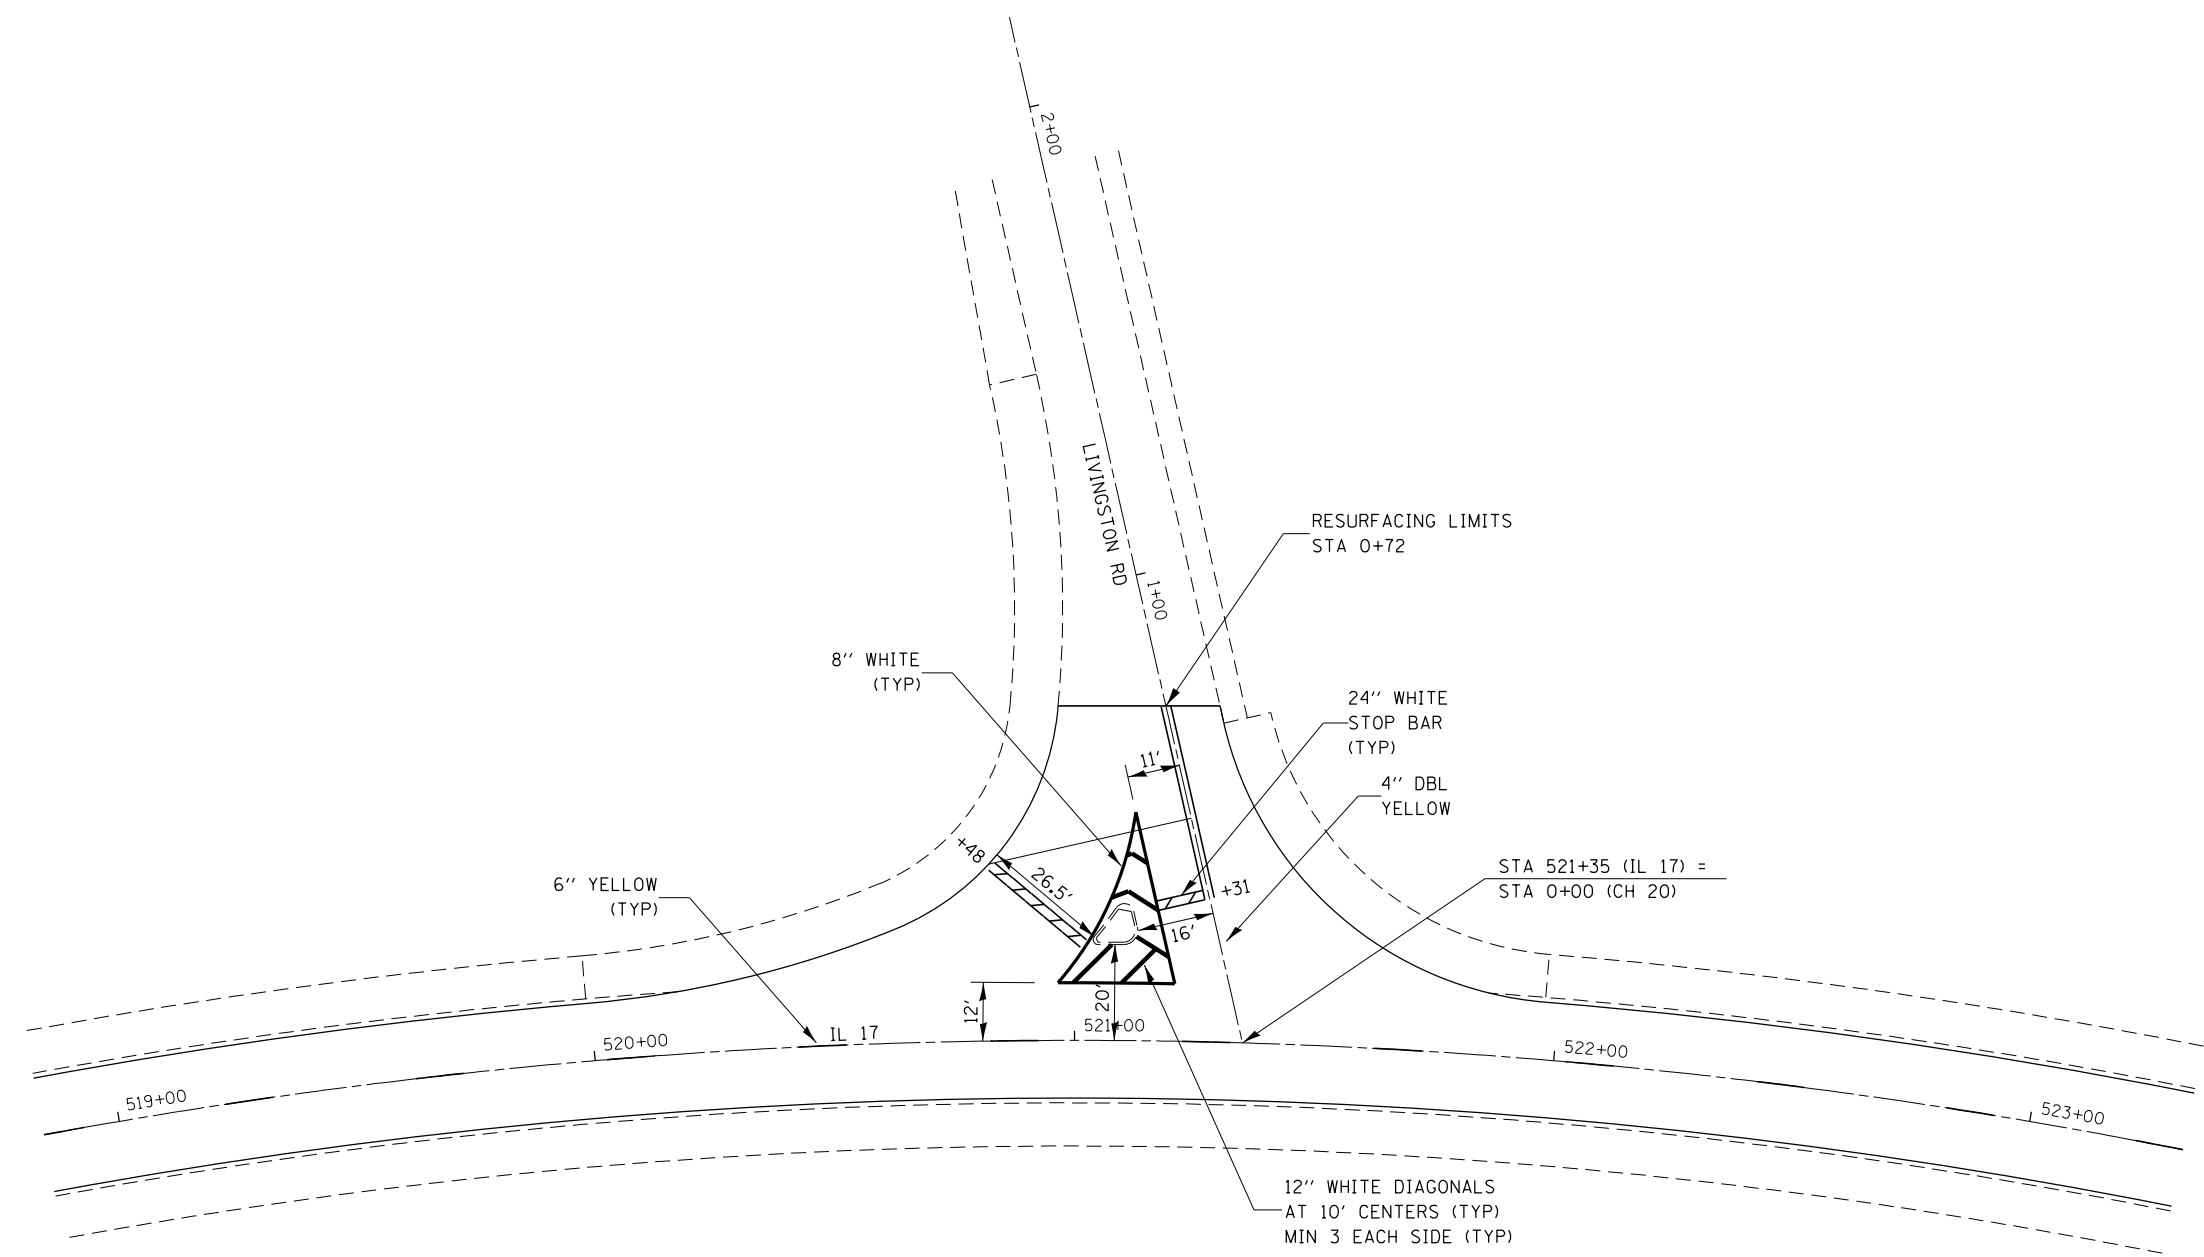 2+00
LIVINGSTON RD
1+00
RESURFACING LIMITS
STA 0+72
8'' WHITE
(TYP)
24'' WHITE
STOP BAR
(TYP)
11'
4'' DBL
YELLOW
+48
26.5'
+31
16'
STA 521+35 (IL 17) =
STA 0+00 (CH 20)
6'' YELLOW
(TYP)
12'
20'
IL 17
519+00
520+00
521+00
522+00
523+00
12'' WHITE DIAGONALS
AT 10' CENTERS (TYP)
MIN 3 EACH SIDE (TYP)